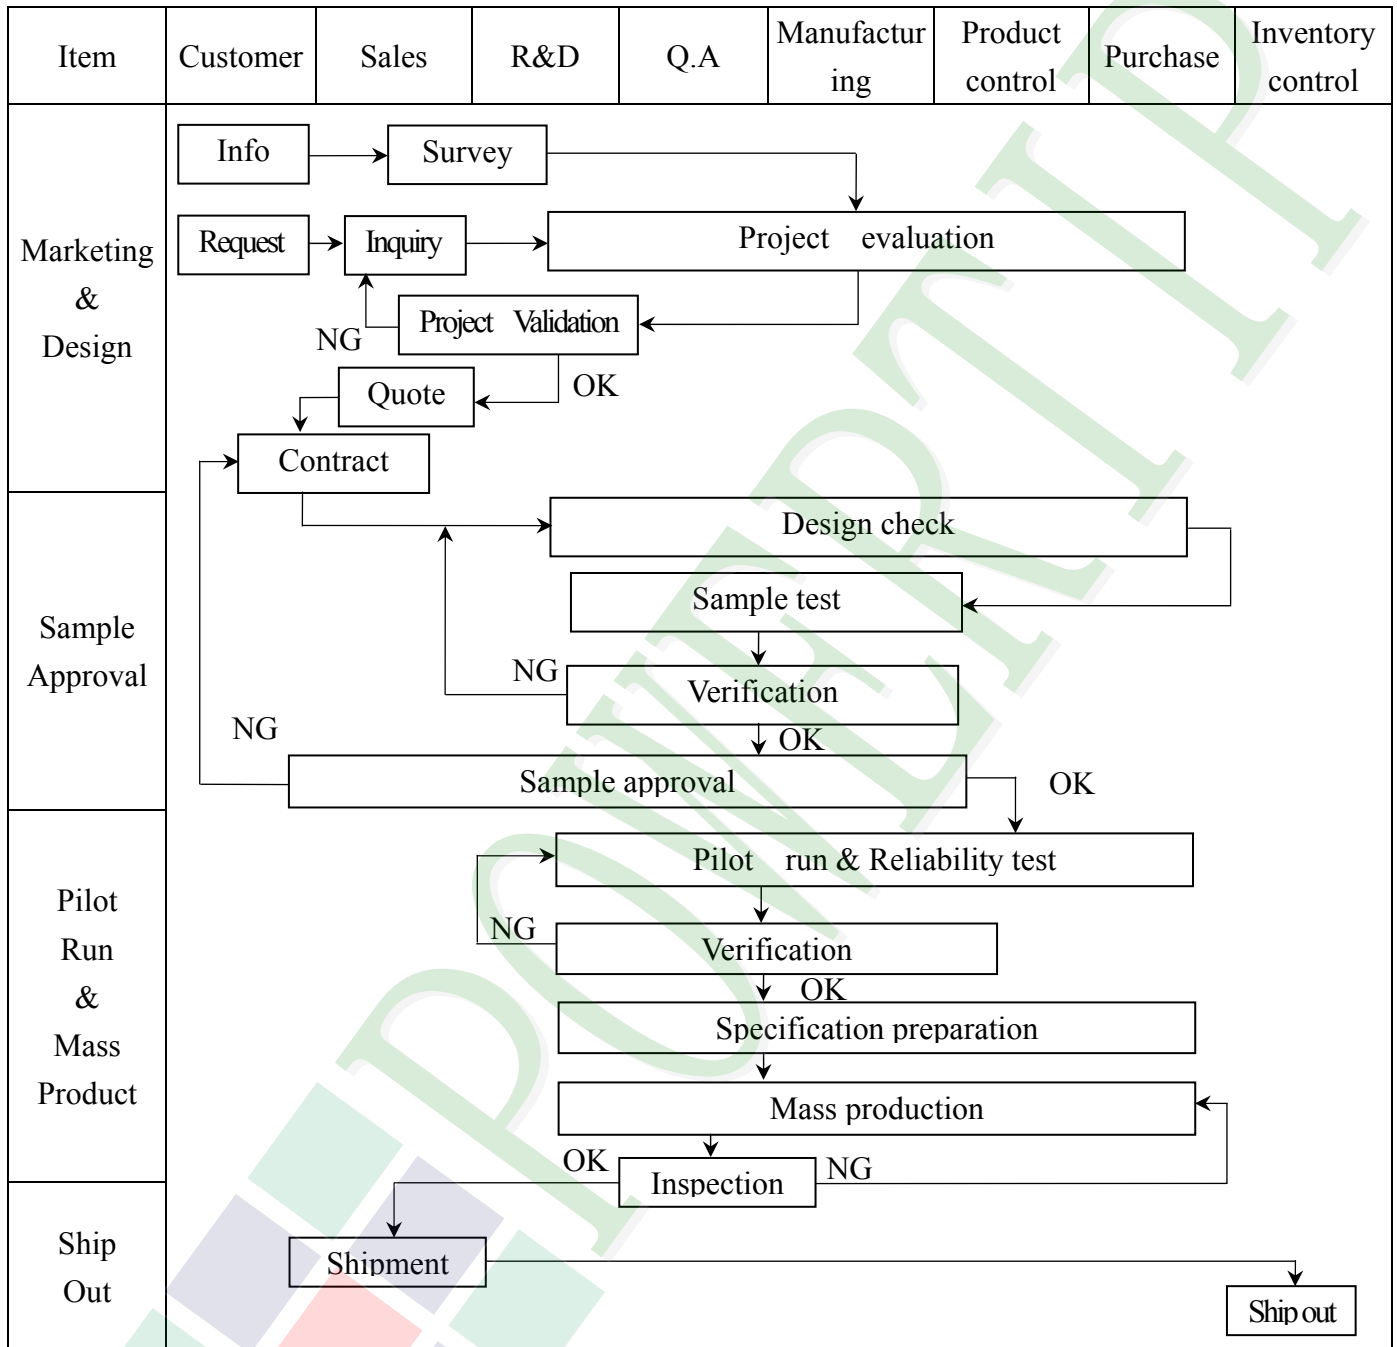 Item
Customer
Sales
R&D
Q.A
Manufactur
ing
Product
control
Purchase
Inventory
control
Marketing
&
Design
Info
Survey
Request
Inquiry
Project evaluation
NG
Project Validation
Quote
OK
Contract
Sample
Approval
Design check
Sample test
NG
Verification
NG
OK
Sample approval
OK
Pilot
Run
&
Mass
Product
Pilot run & Reliability test
NG
Verification
OK
Specification preparation
Mass production
OK
Inspection
NG
Ship
Out
Shipment
Ship out
POWERTIP